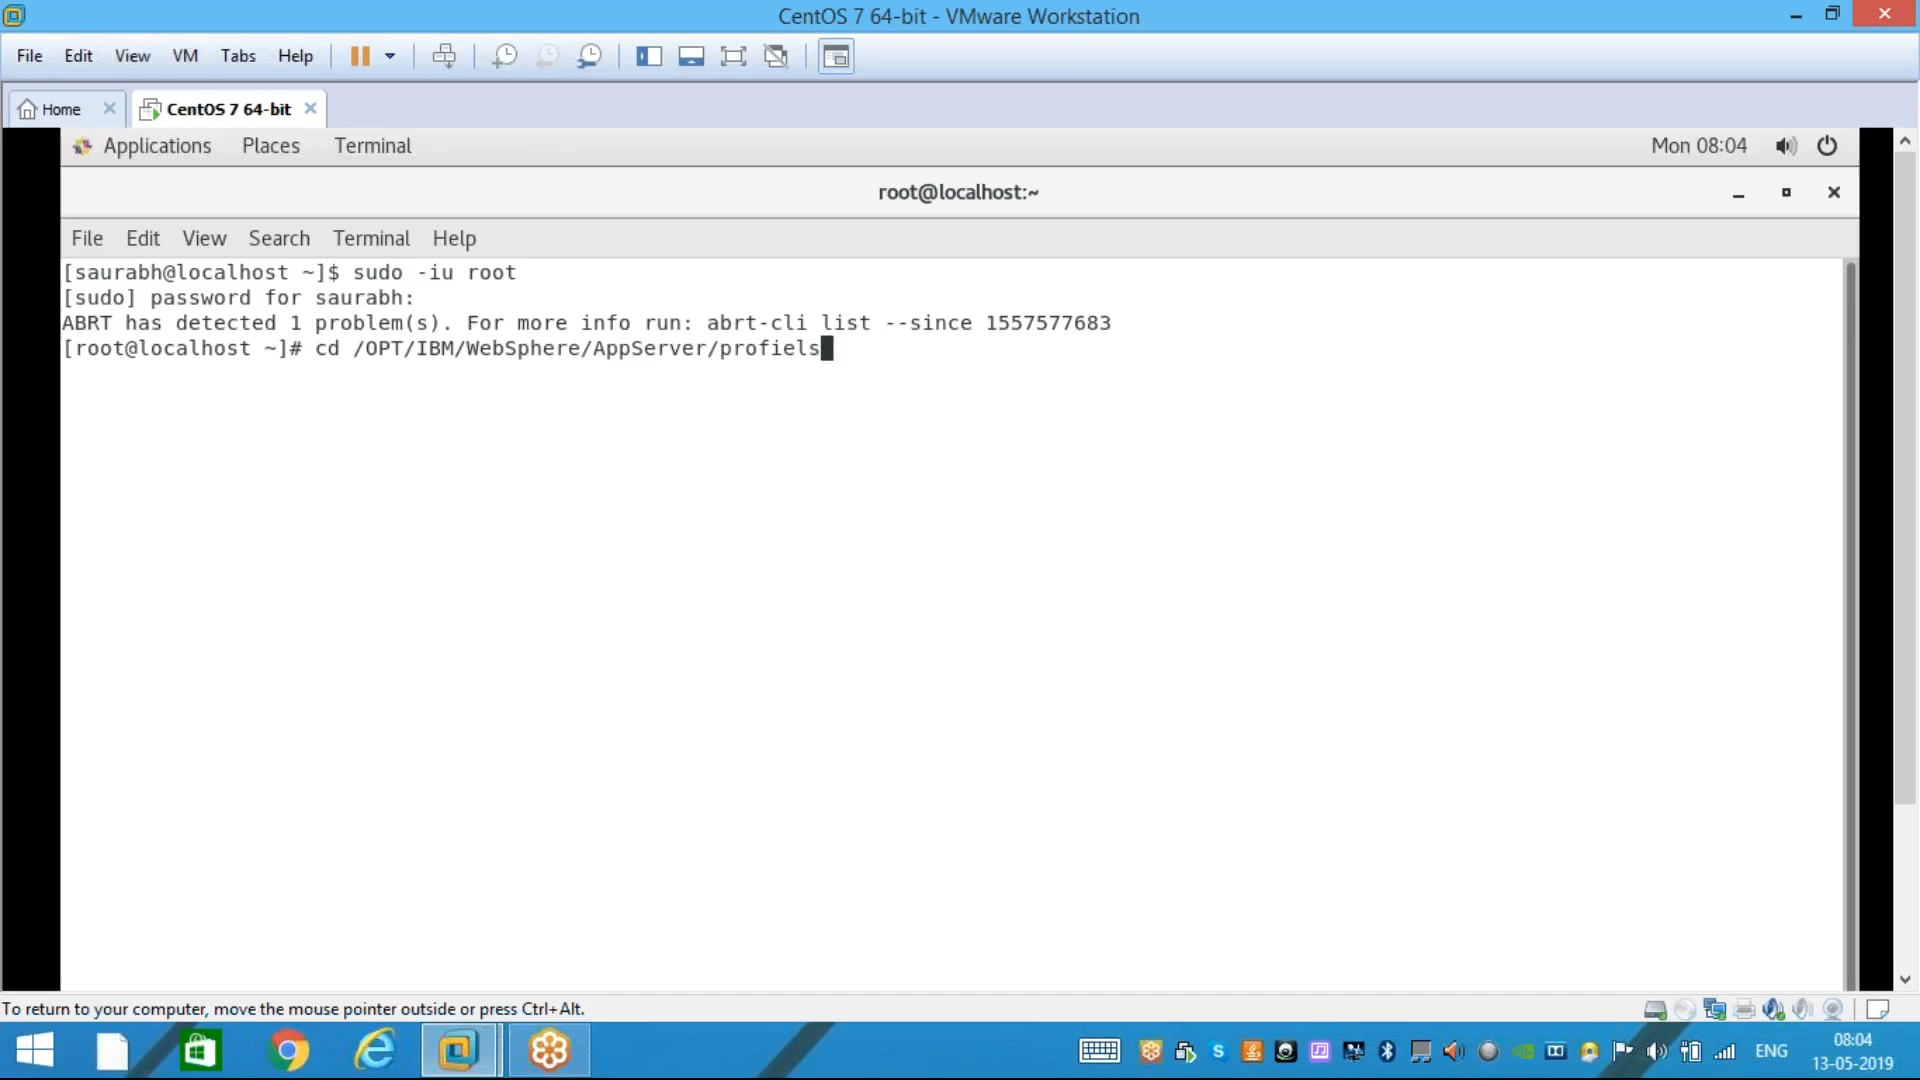 CentOS 7 64-bit - VMware Workstation
File Edit View VM Tabs Help
Home CentOS 7 64-bit
Applications Places Terminal Mon 08:04
root@localhost:~
File Edit View Search Terminal Help
[saurabh@localhost ~]$ sudo -iu root
[sudo] password for saurabh:
ABRT has detected 1 problem(s). For more info run: abrt-cli list --since 1557577683
[root@localhost ~]# cd /OPT/IBM/WebSphere/AppServer/profiels
To return to your computer, move the mouse pointer outside or press Ctrl+Alt.
ENG
08:04
13-05-2019